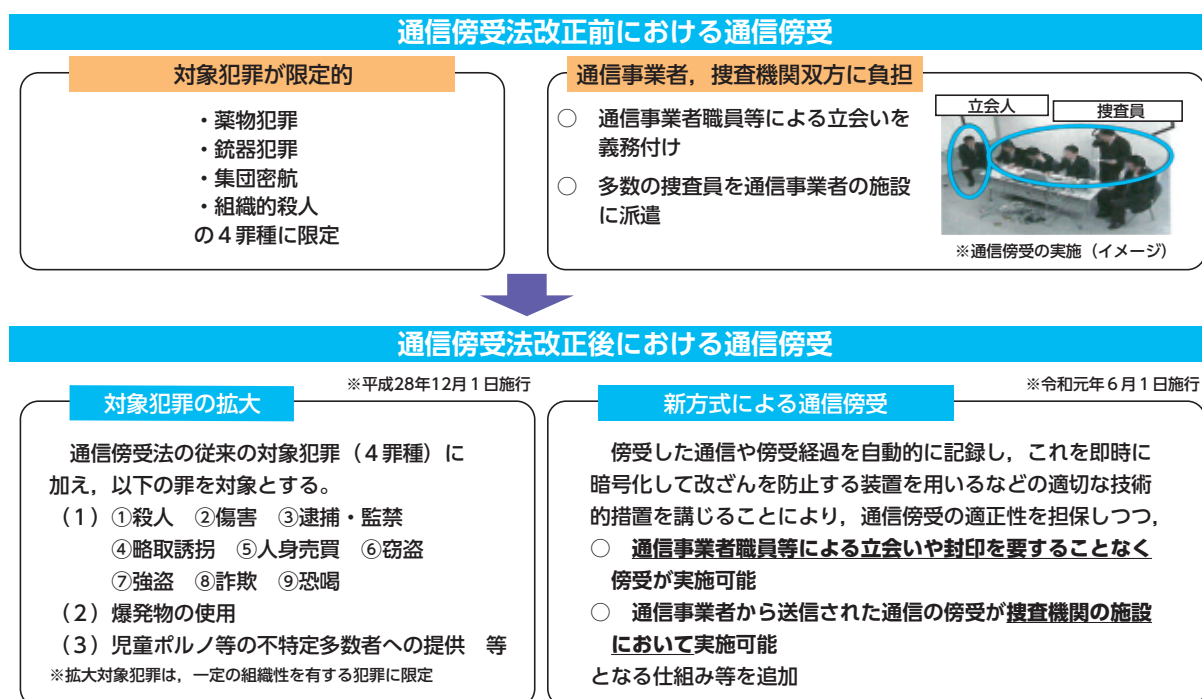 通信傍受法改正前における通信傍受
対象犯罪が限定的
・薬物犯罪
・銃器犯罪
・集団密航
・組織的殺人
の４罪種に限定
通信事業者，捜査機関双方に負担
○　通信事業者職員等による立会いを
義務付け
○　多数の捜査員を通信事業者の施設
に派遣
立会人
捜査員
※通信傍受の実施（イメージ）
通信傍受法改正後における通信傍受
※平成28年12月１日施行
対象犯罪の拡大
通信傍受法の従来の対象犯罪（４罪種）に
加え，以下の罪を対象とする。
（１）①殺人　②傷害　③逮捕・監禁
④略取誘拐　⑤人身売買　⑥窃盗
⑦強盗　⑧詐欺　⑨恐喝
（２）爆発物の使用
（３）児童ポルノ等の不特定多数者への提供　等
※拡大対象犯罪は，一定の組織性を有する犯罪に限定
※令和元年６月１日施行
新方式による通信傍受
傍受した通信や傍受経過を自動的に記録し，これを即時に
暗号化して改ざんを防止する装置を用いるなどの適切な技術
的措置を講じることにより，通信傍受の適正性を担保しつつ，
○　通信事業者職員等による立会いや封印を要することなく
傍受が実施可能
○　通信事業者から送信された通信の傍受が捜査機関の施設
において実施可能
となる仕組み等を追加